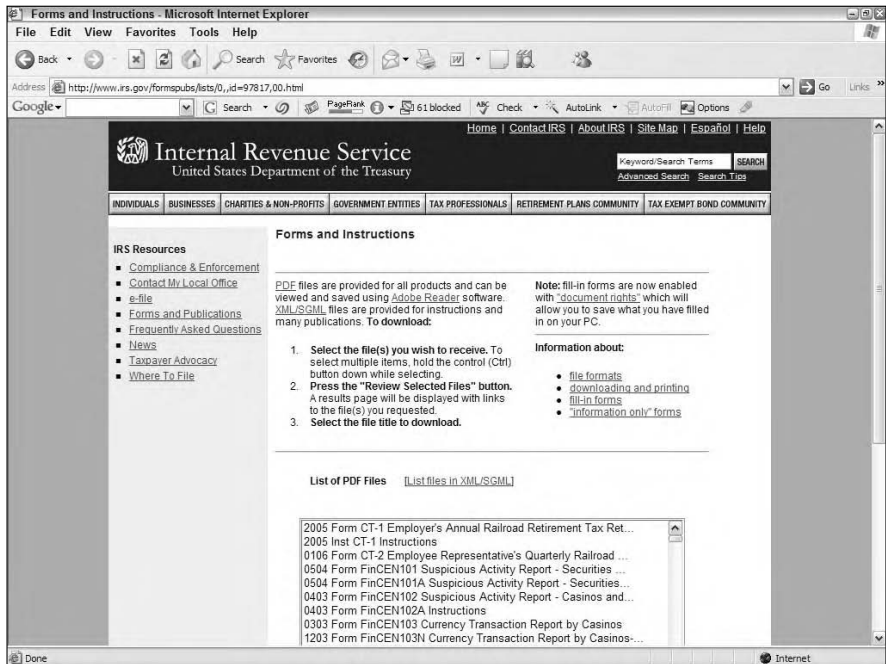 Forms and Instructions - Microsoft Internet Explorer
File Edit View Favorites Tools Help
Back Search Favorites
Address http://www.irs.gov/formspubs/lists/0,,id=97817,00.html Go Links »
Google Search PageRank 61 blocked ABC Check AutoLink AutoFill Options
Home | Contact IRS | About IRS | Site Map | Español | Help
Internal Revenue Service
United States Department of the Treasury
Keyword/Search Terms SEARCH
Advanced Search Search Tips
INDIVIDUALS BUSINESSES CHARITIES & NON-PROFITS GOVERNMENT ENTITIES TAX PROFESSIONALS RETIREMENT PLANS COMMUNITY TAX EXEMPT BOND COMMUNITY
IRS Resources
Compliance & Enforcement
Contact My Local Office
e-file
Forms and Publications
Frequently Asked Questions
News
Taxpayer Advocacy
Where To File
Forms and Instructions
PDF files are provided for all products and can be
viewed and saved using Adobe Reader software.
XML/SGML files are provided for instructions and
many publications. To download:
1. Select the file(s) you wish to receive. To
select multiple items, hold the control (Ctrl)
button down while selecting.
2. Press the "Review Selected Files" button.
A results page will be displayed with links
to the file(s) you requested.
3. Select the file title to download.
Note: fill-in forms are now enabled
with "document rights" which will
allow you to save what you have filled
in on your PC.
Information about:
file formats
downloading and printing
fill-in forms
"information only" forms
List of PDF Files [List files in XML/SGML]
2005 Form CT-1 Employer's Annual Railroad Retirement Tax Ret...
2005 Inst CT-1 Instructions
0106 Form CT-2 Employee Representative's Quarterly Railroad ...
0504 Form FinCEN101 Suspicious Activity Report - Securities ...
0504 Form FinCEN101A Suspicious Activity Report - Securities...
0403 Form FinCEN102 Suspicious Activity Report - Casinos and...
0403 Form FinCEN102A Instructions
0303 Form FinCEN103 Currency Transaction Report by Casinos
1203 Form FinCEN103N Currency Transaction Report by Casinos-...
Done Internet